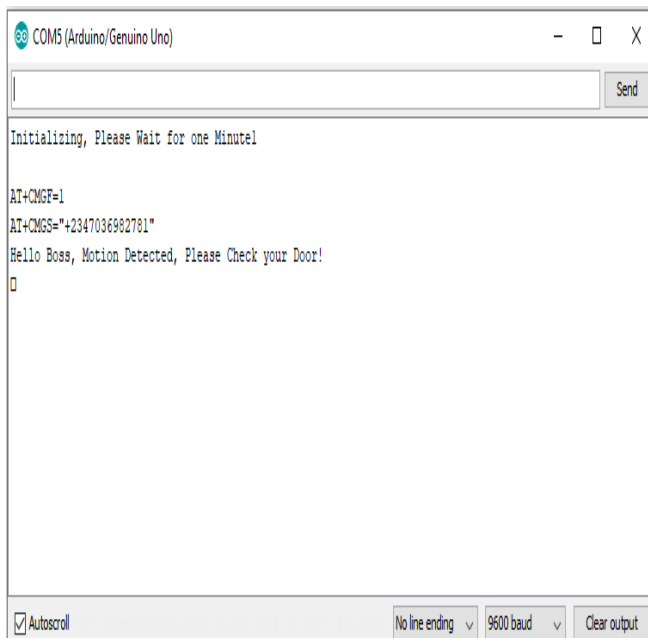 COM5 (Arduino/Genuino Uno)
Send
Initializing, Please Wait for one Minute1
AT+CMGF=1
AT+CMGS="+2347036982781"
Hello Boss, Motion Detected, Please Check your Door!
Autoscroll
No line ending
9600 baud
Clear output